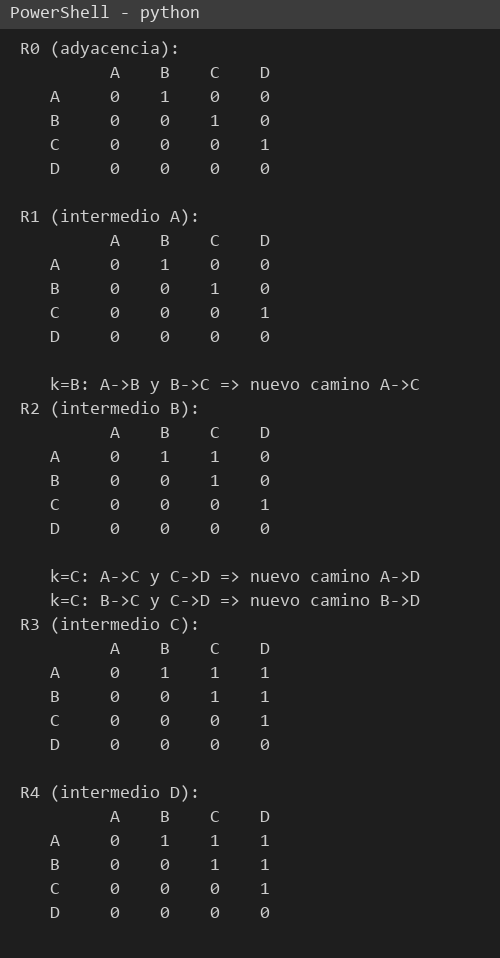 PowerShell - python
R0 (adyacencia):
A B C D
A 0 1 0 0
B 0 0 1 0
C 0 0 0 1
D 0 0 0 0
R1 (intermedio A):
A B C D
A 0 1 0 0
B 0 0 1 0
C 0 0 0 1
D 0 0 0 0
k=B: A->B y B->C => nuevo camino A->C
R2 (intermedio B):
A B C D
A 0 1 1 0
B 0 0 1 0
C 0 0 0 1
D 0 0 0 0
k=C: A->C y C->D => nuevo camino A->D
k=C: B->C y C->D => nuevo camino B->D
R3 (intermedio C):
A B C D
A 0 1 1 1
B 0 0 1 1
C 0 0 0 1
D 0 0 0 0
R4 (intermedio D):
A B C D
A 0 1 1 1
B 0 0 1 1
C 0 0 0 1
D 0 0 0 0